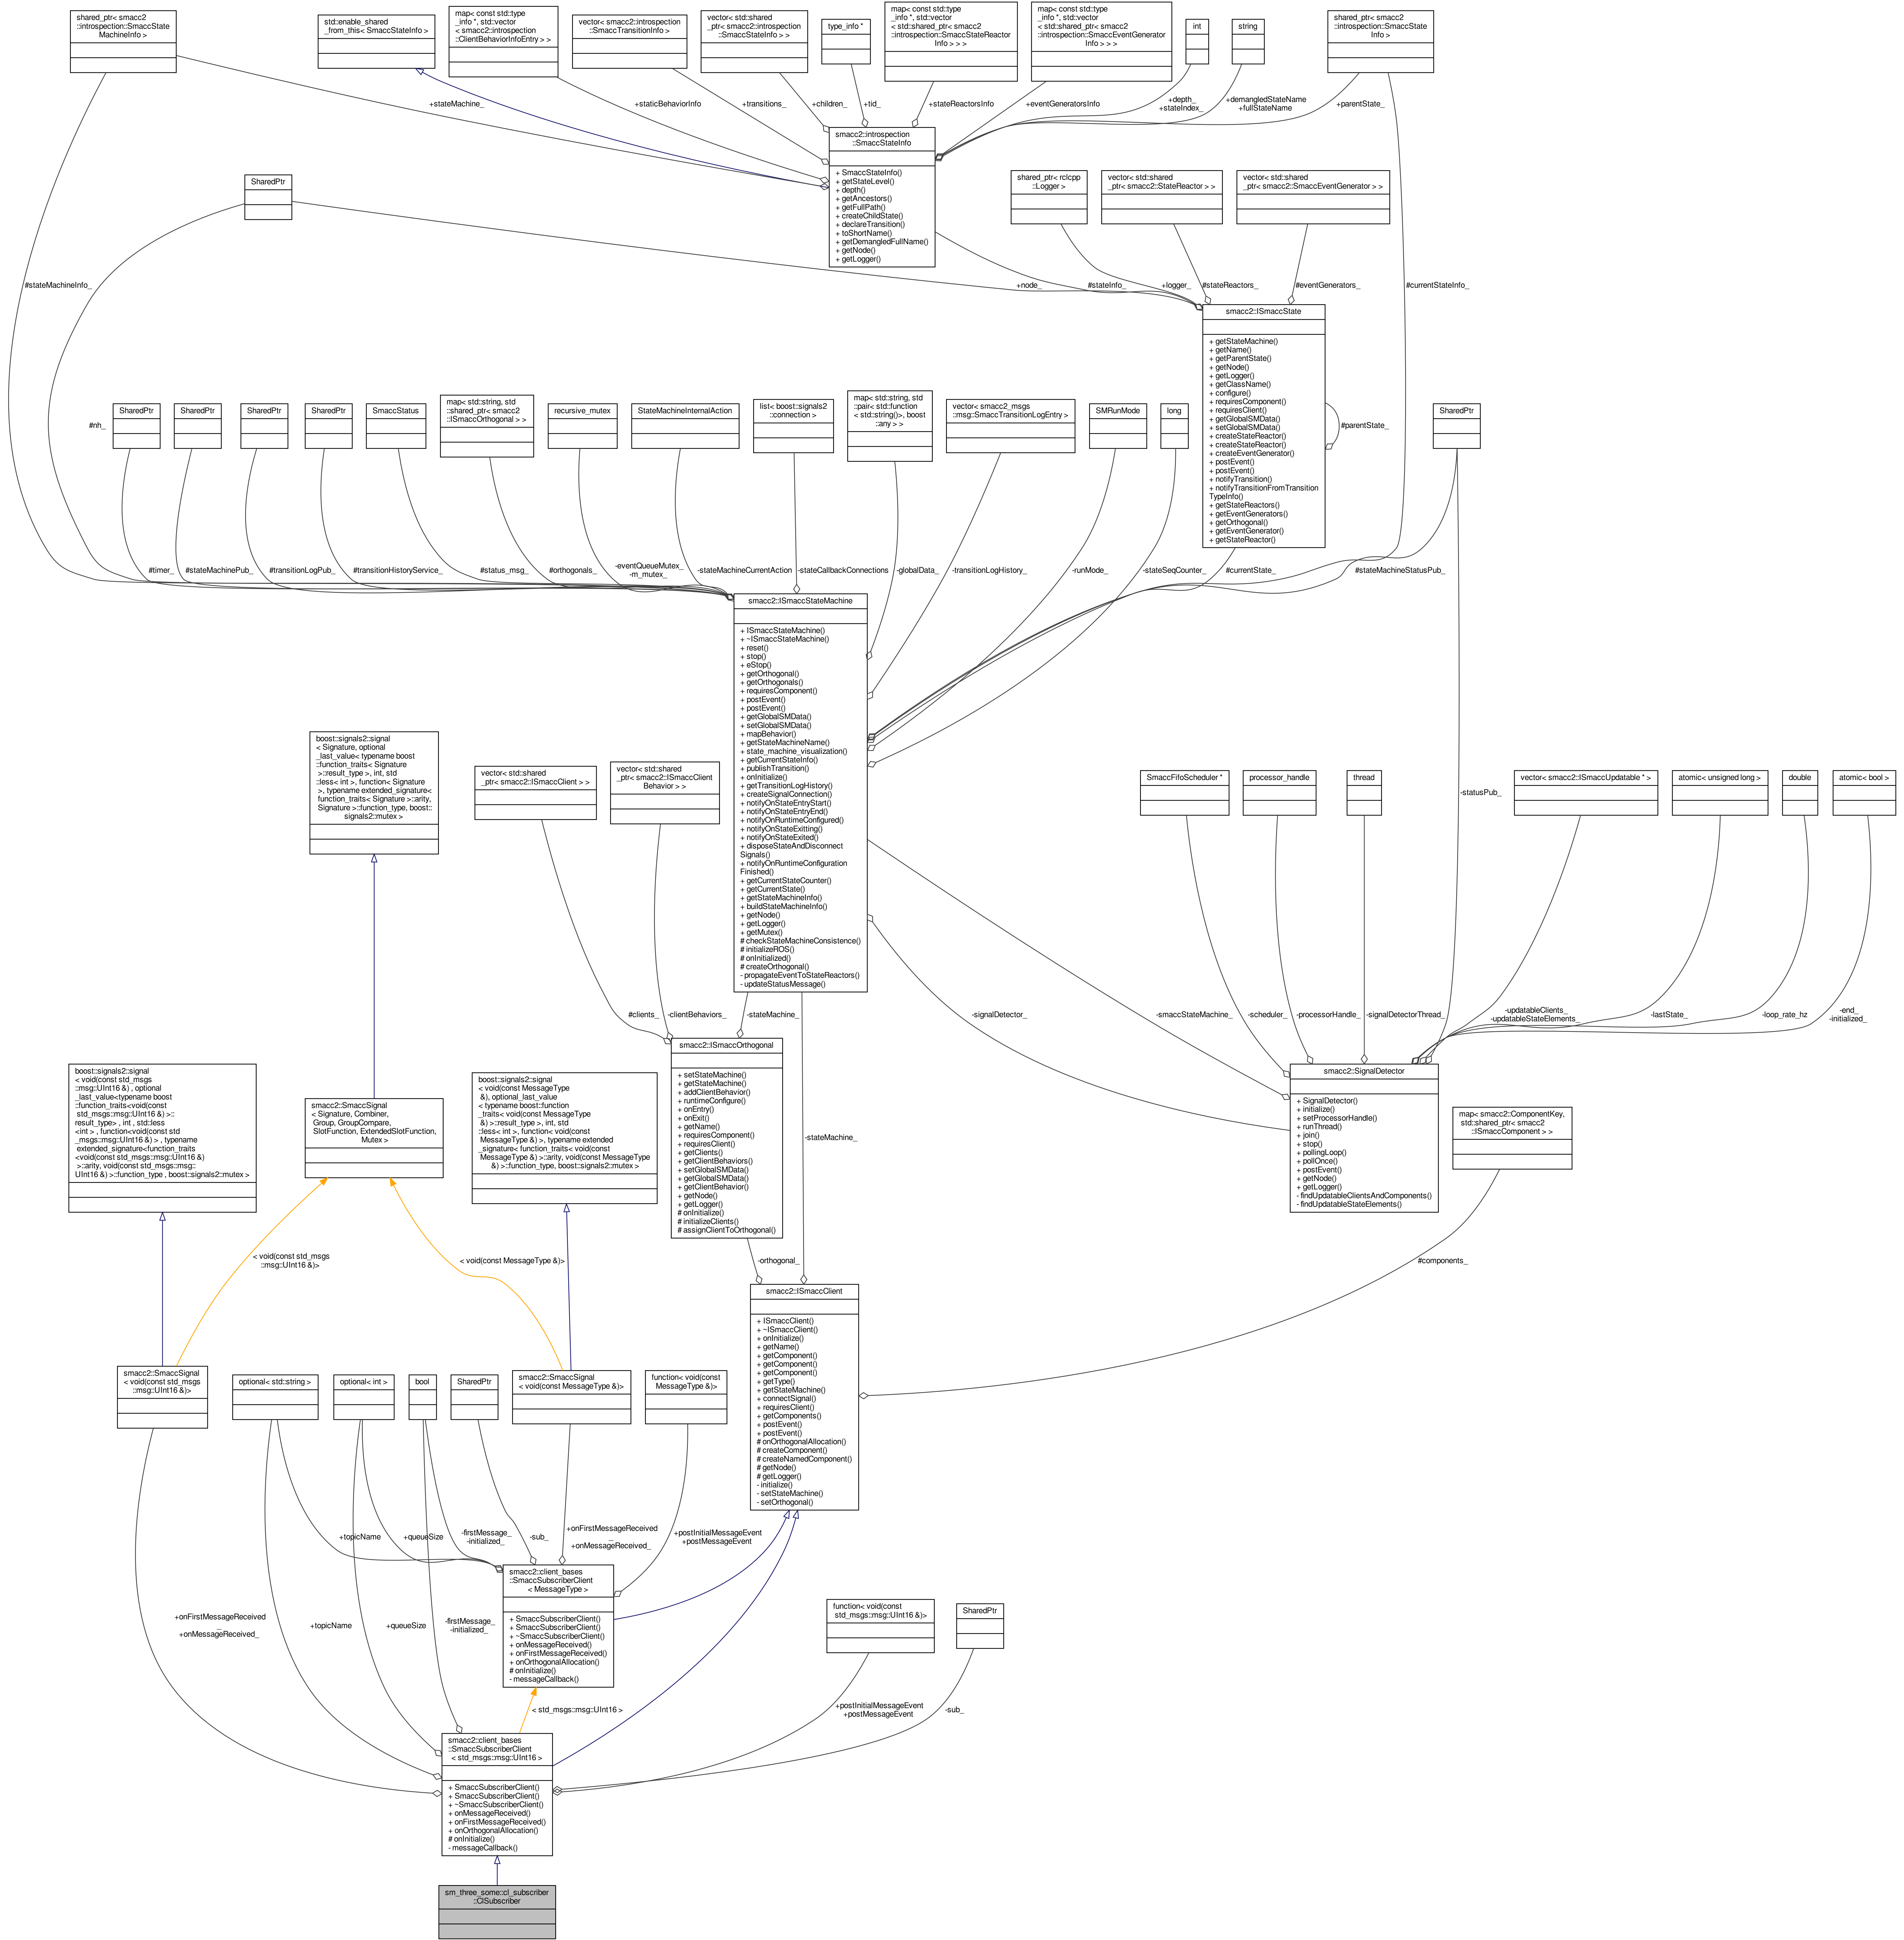 shared_ptr< smacc2
::introspection::SmaccState
MachineInfo >
std::enable_shared
_from_this< SmaccStateInfo >
map< const std::type
_info *, std::vector
< smacc2::introspection
::ClientBehaviorInfoEntry > >
vector< smacc2::introspection
::SmaccTransitionInfo >
vector< std::shared
_ptr< smacc2::introspection
::SmaccStateInfo > >
type_info *
map< const std::type
_info *, std::vector
< std::shared_ptr< smacc2
::introspection::SmaccStateReactor
Info > > >
map< const std::type
_info *, std::vector
< std::shared_ptr< smacc2
::introspection::SmaccEventGenerator
Info > > >
int
string
shared_ptr< smacc2
::introspection::SmaccState
Info >
+stateMachine_
+staticBehaviorInfo
+transitions_
+children_
+tid_
+stateReactorsInfo
+eventGeneratorsInfo
+depth_
+stateIndex_
+demangledStateName
+fullStateName
+parentState_
smacc2::introspection
::SmaccStateInfo
+ SmaccStateInfo()
+ getStateLevel()
+ depth()
+ getAncestors()
+ getFullPath()
+ createChildState()
+ declareTransition()
+ toShortName()
+ getDemangledFullName()
+ getNode()
+ getLogger()
SharedPtr
shared_ptr< rclcpp
::Logger >
vector< std::shared
_ptr< smacc2::StateReactor > >
vector< std::shared
_ptr< smacc2::SmaccEventGenerator > >
#stateMachineInfo_
+node_
#stateInfo_
+logger_
#stateReactors_
#eventGenerators_
#currentStateInfo_
smacc2::ISmaccState
+ getStateMachine()
+ getName()
+ getParentState()
+ getNode()
+ getLogger()
+ getClassName()
+ configure()
+ requiresComponent()
+ requiresClient()
+ getGlobalSMData()
+ setGlobalSMData()
+ createStateReactor()
+ createStateReactor()
+ createEventGenerator()
+ postEvent()
+ postEvent()
+ notifyTransition()
+ notifyTransitionFromTransition
TypeInfo()
+ getStateReactors()
+ getEventGenerators()
+ getOrthogonal()
+ getEventGenerator()
+ getStateReactor()
#parentState_
#nh_
SharedPtr
SharedPtr
SharedPtr
SharedPtr
SmaccStatus
map< std::string, std
::shared_ptr< smacc2
::ISmaccOrthogonal > >
recursive_mutex
StateMachineInternalAction
list< boost::signals2
::connection >
map< std::string, std
::pair< std::function
< std::string()>, boost
::any > >
vector< smacc2_msgs
::msg::SmaccTransitionLogEntry >
SMRunMode
long
SharedPtr
#timer_
#stateMachinePub_
#transitionLogPub_
#transitionHistoryService_
#status_msg_
#orthogonals_
-eventQueueMutex_
-m_mutex_
-stateMachineCurrentAction
-stateCallbackConnections
-globalData_
-transitionLogHistory_
-runMode_
-stateSeqCounter_
#currentState_
#stateMachineStatusPub_
smacc2::ISmaccStateMachine
+ ISmaccStateMachine()
+ ~ISmaccStateMachine()
+ reset()
+ stop()
+ eStop()
+ getOrthogonal()
+ getOrthogonals()
+ requiresComponent()
+ postEvent()
+ postEvent()
+ getGlobalSMData()
+ setGlobalSMData()
+ mapBehavior()
+ getStateMachineName()
+ state_machine_visualization()
+ getCurrentStateInfo()
+ publishTransition()
+ onInitialize()
+ getTransitionLogHistory()
+ createSignalConnection()
+ notifyOnStateEntryStart()
+ notifyOnStateEntryEnd()
+ notifyOnRuntimeConfigured()
+ notifyOnStateExitting()
+ notifyOnStateExited()
+ disposeStateAndDisconnect
Signals()
+ notifyOnRuntimeConfiguration
Finished()
+ getCurrentStateCounter()
+ getCurrentState()
+ getStateMachineInfo()
+ buildStateMachineInfo()
+ getNode()
+ getLogger()
+ getMutex()
# checkStateMachineConsistence()
# initializeROS()
# onInitialized()
# createOrthogonal()
- propagateEventToStateReactors()
- updateStatusMessage()
boost::signals2::signal
< Signature, optional
_last_value< typename boost
::function_traits< Signature
>::result_type >, int, std
::less< int >, function< Signature
>, typename extended_signature<
function_traits< Signature >::arity,
Signature >::function_type, boost::
signals2::mutex >
vector< std::shared
_ptr< smacc2::ISmaccClient > >
vector< std::shared
_ptr< smacc2::ISmaccClient
Behavior > >
SmaccFifoScheduler *
processor_handle
thread
-statusPub_
vector< smacc2::ISmaccUpdatable * >
atomic< unsigned long >
double
atomic< bool >
#clients_
-clientBehaviors_
-stateMachine_
-signalDetector_
-smaccStateMachine_
-scheduler_
-processorHandle_
-signalDetectorThread_
-updatableClients_
-updatableStateElements_
-lastState_
-loop_rate_hz
-end_
-initialized_
smacc2::ISmaccOrthogonal
+ setStateMachine()
+ getStateMachine()
+ addClientBehavior()
+ runtimeConfigure()
+ onEntry()
+ onExit()
+ getName()
+ requiresComponent()
+ requiresClient()
+ getClients()
+ getClientBehaviors()
+ setGlobalSMData()
+ getGlobalSMData()
+ getClientBehavior()
+ getNode()
+ getLogger()
# onInitialize()
# initializeClients()
# assignClientToOrthogonal()
smacc2::SignalDetector
+ SignalDetector()
+ initialize()
+ setProcessorHandle()
+ runThread()
+ join()
+ stop()
+ pollingLoop()
+ pollOnce()
+ postEvent()
+ getNode()
+ getLogger()
- findUpdatableClientsAndComponents()
- findUpdatableStateElements()
map< smacc2::ComponentKey,
std::shared_ptr< smacc2
::ISmaccComponent > >
boost::signals2::signal
< void(const std_msgs
::msg::UInt16 &) , optional
_last_value<typename boost
::function_traits<void(const
std_msgs::msg::UInt16 &) >::
result_type> , int , std::less
<int > , function<void(const std
_msgs::msg::UInt16 &) > , typename
extended_signature<function_traits
<void(const std_msgs::msg::UInt16 &)
>::arity, void(const std_msgs::msg::
UInt16 &) >::function_type , boost::signals2::mutex >
smacc2::SmaccSignal
< Signature, Combiner,
Group, GroupCompare,
SlotFunction, ExtendedSlotFunction,
Mutex >
boost::signals2::signal
< void(const MessageType
&), optional_last_value
< typename boost::function
_traits< void(const MessageType
&) >::result_type >, int, std
::less< int >, function< void(const
MessageType &) >, typename extended
_signature< function_traits< void(const
MessageType &) >::arity, void(const MessageType
&) >::function_type, boost::signals2::mutex >
-stateMachine_
-orthogonal_
#components_
< void(const std_msgs
::msg::UInt16 &)>
< void(const MessageType &)>
smacc2::ISmaccClient
+ ISmaccClient()
+ ~ISmaccClient()
+ onInitialize()
+ getName()
+ getComponent()
+ getComponent()
+ getComponent()
+ getType()
+ getStateMachine()
+ connectSignal()
+ requiresClient()
+ getComponents()
+ postEvent()
+ postEvent()
# onOrthogonalAllocation()
# createComponent()
# createNamedComponent()
# getNode()
# getLogger()
- initialize()
- setStateMachine()
- setOrthogonal()
smacc2::SmaccSignal
< void(const std_msgs
::msg::UInt16 &)>
optional< std::string >
optional< int >
bool
SharedPtr
smacc2::SmaccSignal
< void(const MessageType &)>
function< void(const
MessageType &)>
+topicName
+queueSize
-firstMessage_
-initialized_
-sub_
+onFirstMessageReceived
_
+onMessageReceived_
+postInitialMessageEvent
+postMessageEvent
smacc2::client_bases
::SmaccSubscriberClient
< MessageType >
+ SmaccSubscriberClient()
+ SmaccSubscriberClient()
+ ~SmaccSubscriberClient()
+ onMessageReceived()
+ onFirstMessageReceived()
+ onOrthogonalAllocation()
# onInitialize()
- messageCallback()
function< void(const
std_msgs::msg::UInt16 &)>
SharedPtr
+onFirstMessageReceived
_
+onMessageReceived_
+topicName
+queueSize
-firstMessage_
-initialized_
< std_msgs::msg::UInt16 >
+postInitialMessageEvent
+postMessageEvent
-sub_
smacc2::client_bases
::SmaccSubscriberClient
< std_msgs::msg::UInt16 >
+ SmaccSubscriberClient()
+ SmaccSubscriberClient()
+ ~SmaccSubscriberClient()
+ onMessageReceived()
+ onFirstMessageReceived()
+ onOrthogonalAllocation()
# onInitialize()
- messageCallback()
sm_three_some::cl_subscriber
::ClSubscriber